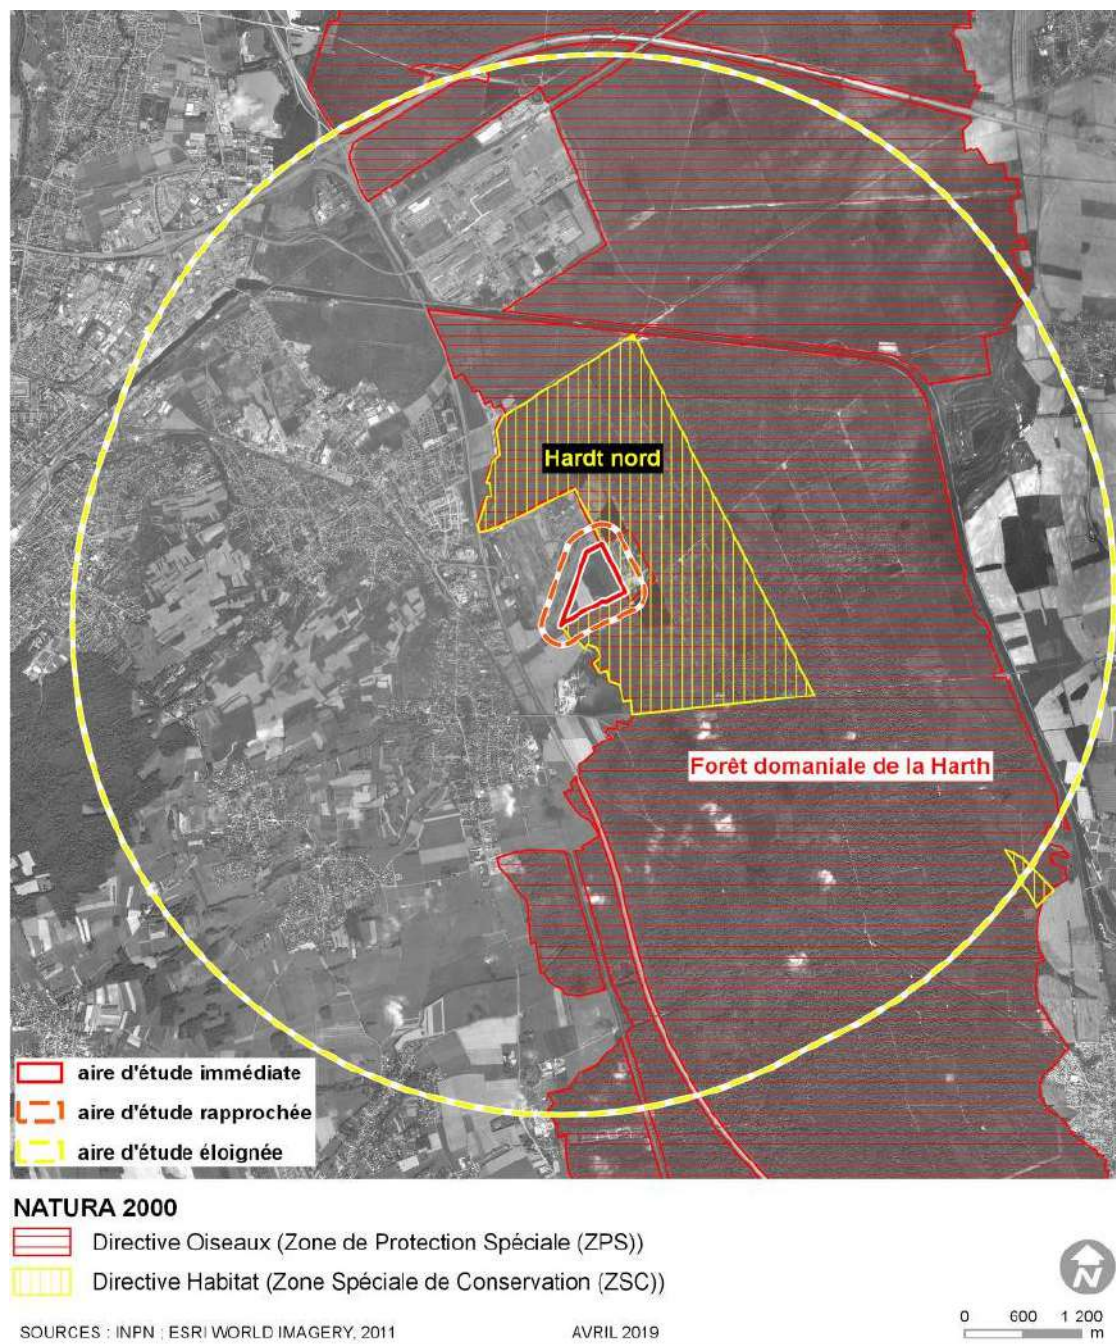 Hardt nord
Forêt domaniale de la Harth
aire d'étude immédiate
aire d'étude rapprochée
aire d'étude éloignée
NATURA 2000
Directive Oiseaux (Zone de Protection Spéciale (ZPS))
Directive Habitat (Zone Spéciale de Conservation (ZSC))
N
0 600 1 200
m
SOURCES : INPN ; ESRI WORLD IMAGERY, 2011 AVRIL 2019